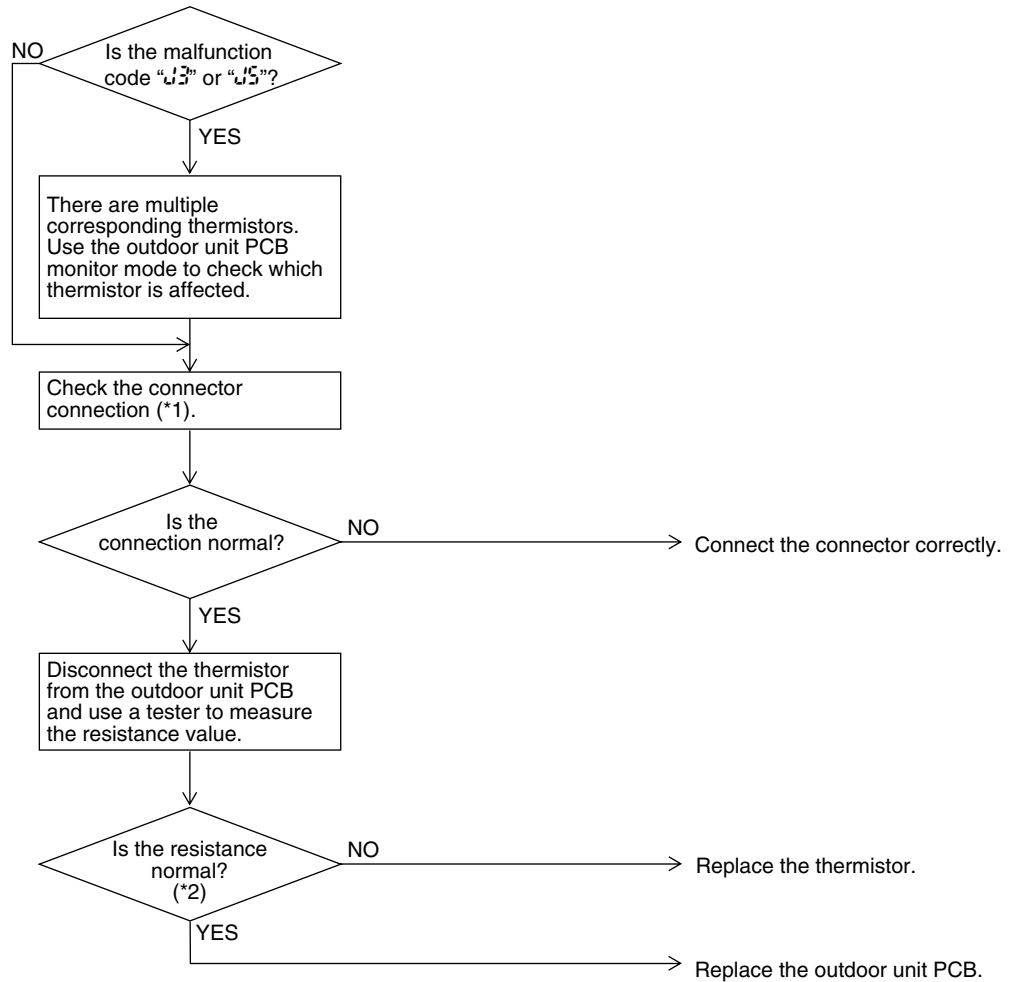 NO
Is the malfunction
code “J3” or “J5”?
YES
There are multiple
corresponding thermistors.
Use the outdoor unit PCB
monitor mode to check which
thermistor is affected.
Check the connector
connection (*1).
Is the
connection normal?
NO
Connect the connector correctly.
YES
Disconnect the thermistor
from the outdoor unit PCB
and use a tester to measure
the resistance value.
Is the resistance
normal?
(*2)
NO
Replace the thermistor.
YES
Replace the outdoor unit PCB.